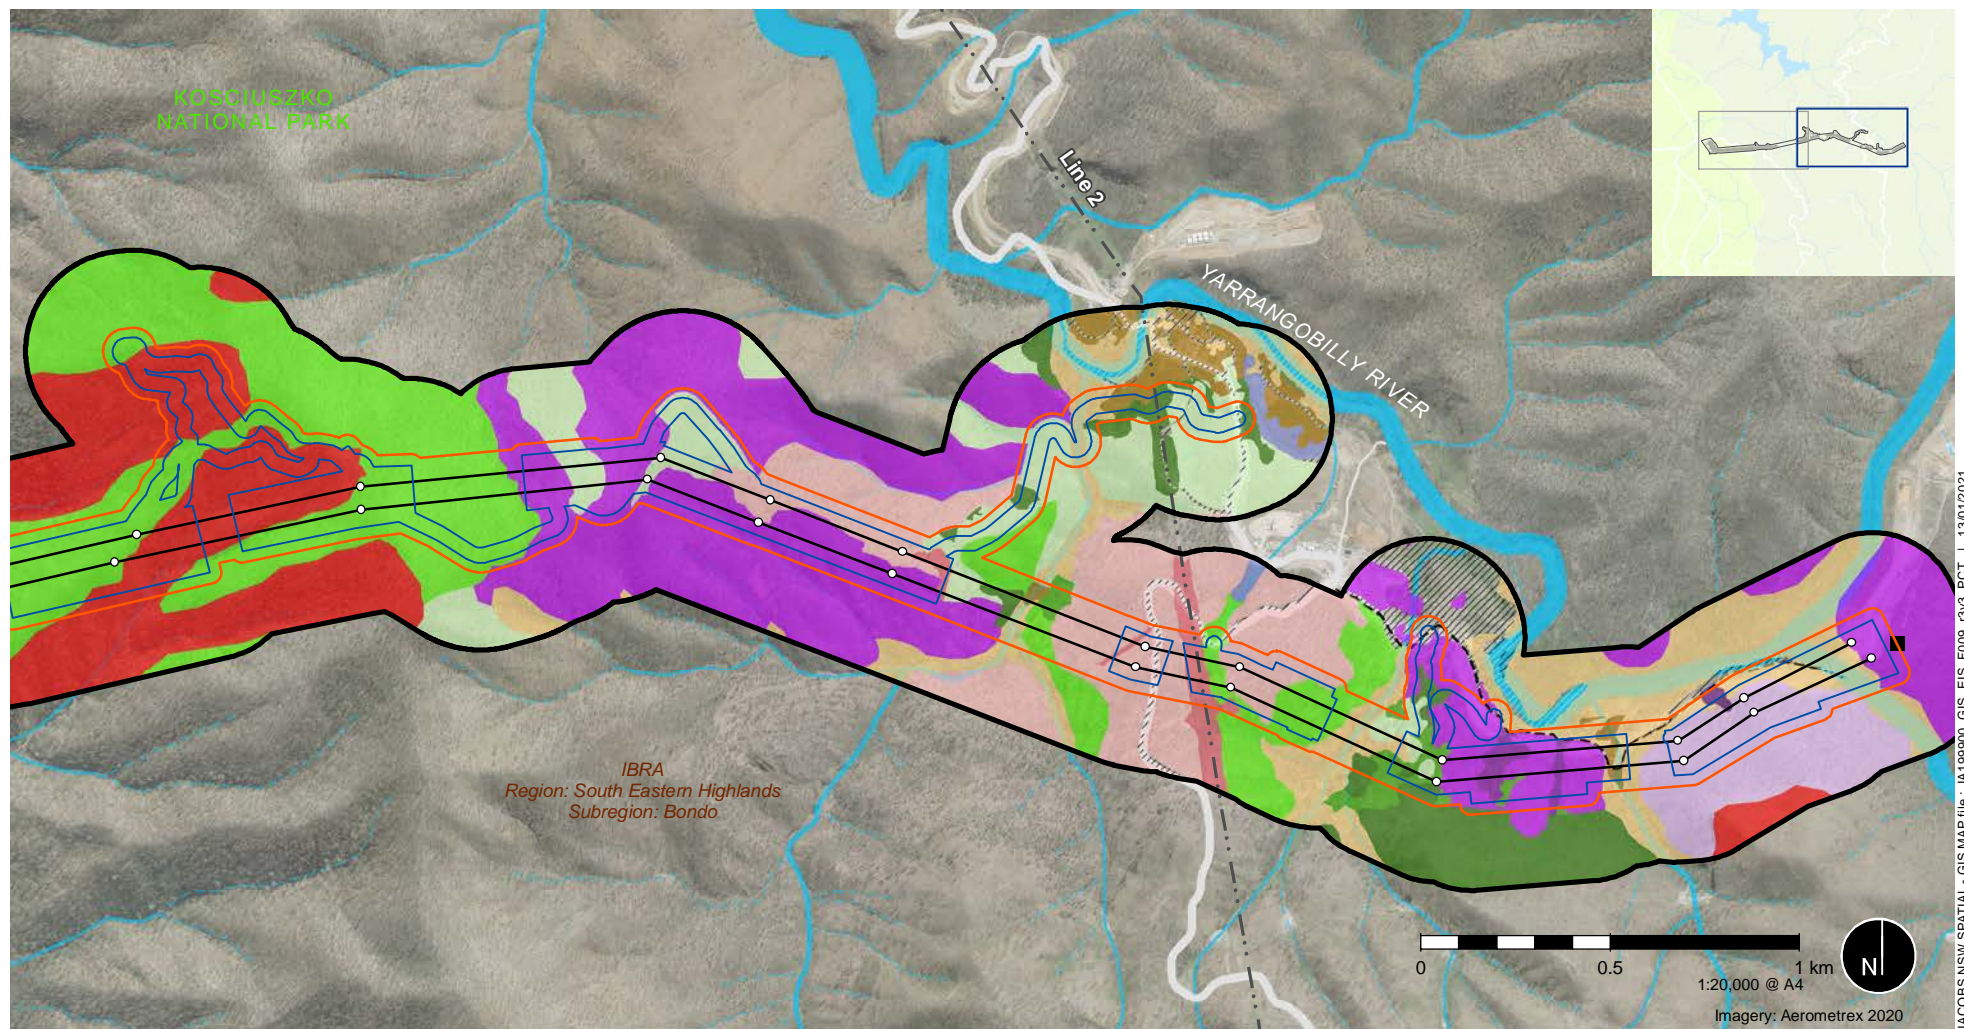 KOSCIUSZKO
NATIONAL PARK
Line 2
YARRANGOBILLY RIVER
IBRA
Region: South Eastern Highlands
Subregion: Bondo
0 0.5 1 km
1:20,000 @ A4
N
Imagery: Aerometrex 2020